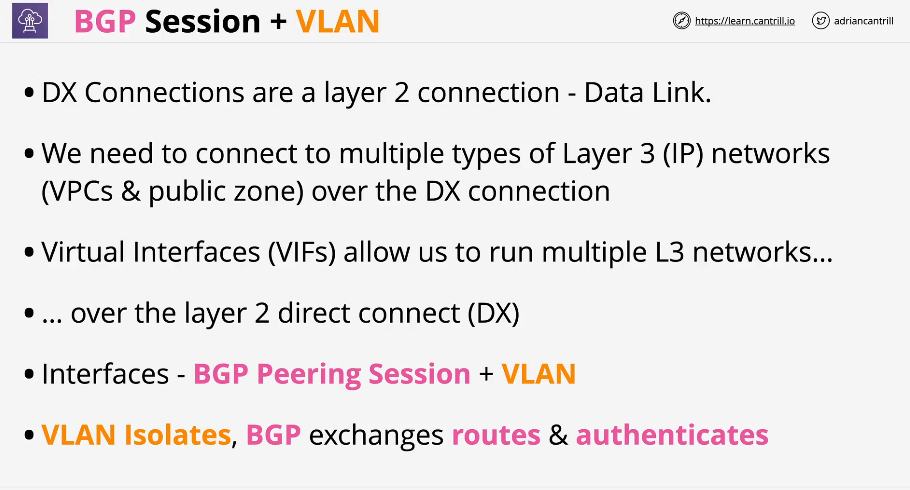 BGP Session + VLAN
https://learn.cantrill.io
adriancantrill
• DX Connections are a layer 2 connection - Data Link.
• We need to connect to multiple types of Layer 3 (IP) networks
(VPCs & public zone) over the DX connection
• Virtual Interfaces (VIFs) allow us to run multiple L3 networks...
• ... over the layer 2 direct connect (DX)
• Interfaces - BGP Peering Session + VLAN
• VLAN Isolates, BGP exchanges routes & authenticates